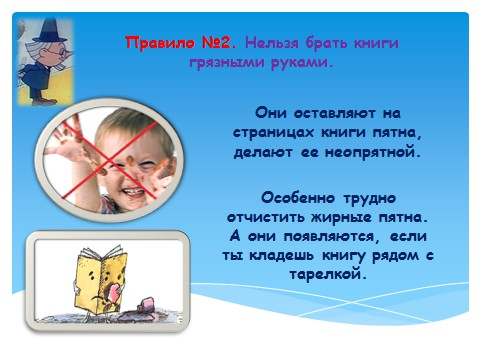 Правило №2. Нельзя брать книги
грязными руками.
Они оставляют на
страницах книги пятна,
делают ее неопрятной.
Особенно трудно
отчистить жирные пятна.
А они появляются, если
ты кладешь книгу рядом с
тарелкой.